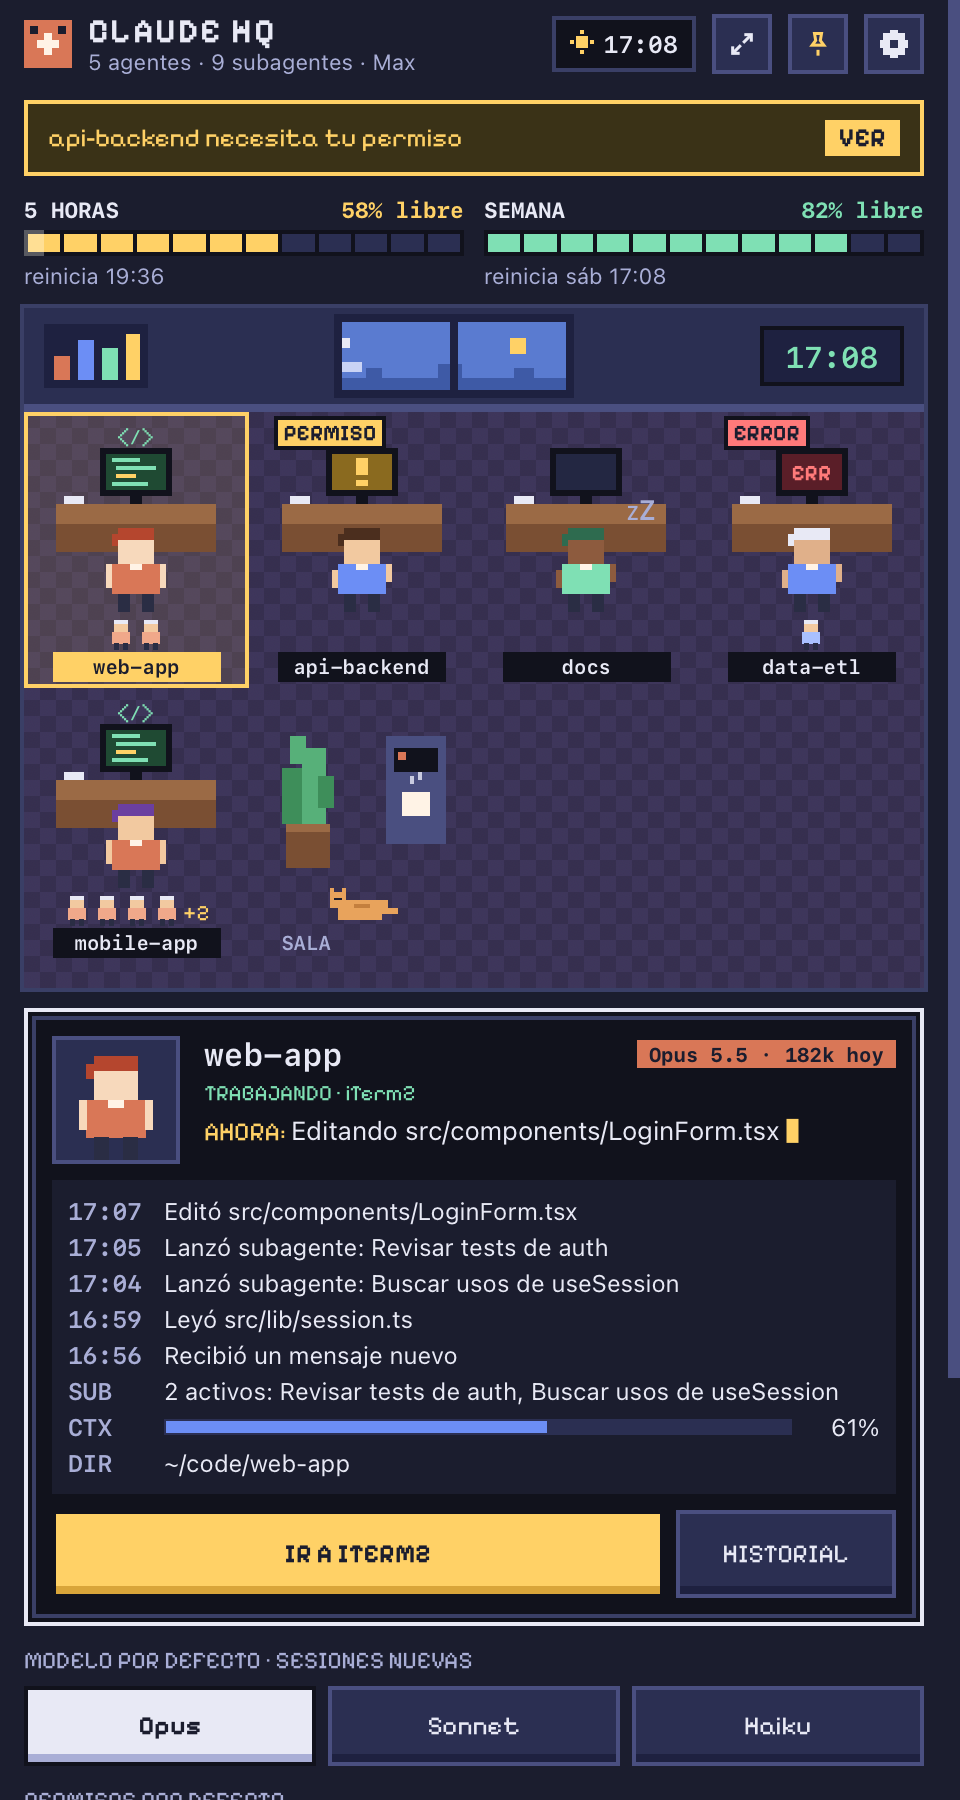 CLAUDE HQ
5 agentes · 9 subagentes · Max
17:08
api-backend necesita tu permiso
VER
5 HORAS
58% libre
SEMANA
82% libre
reinicia 19:36
reinicia sáb 17:08
17:08
</>
PERMISO
!
zZ
ERROR
ERR
web-app
api-backend
docs
data-etl
</>
+2
mobile-app
SALA
web-app
Opus 5.5 · 182k hoy
TRABAJANDO · iTerm2
AHORA: Editando src/components/LoginForm.tsx
17:07 Editó src/components/LoginForm.tsx
17:05 Lanzó subagente: Revisar tests de auth
17:04 Lanzó subagente: Buscar usos de useSession
16:59 Leyó src/lib/session.ts
16:56 Recibió un mensaje nuevo
SUB 2 activos: Revisar tests de auth, Buscar usos de useSession
CTX 61%
DIR ~/code/web-app
IR A ITERM2
HISTORIAL
MODELO POR DEFECTO · SESIONES NUEVAS
Opus
Sonnet
Haiku